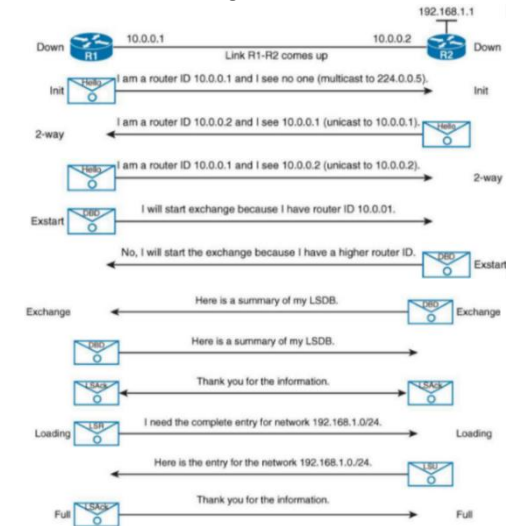 192.168.1.1
Down R1 10.0.0.1 10.0.0.2 R2 Down
Link R1-R2 comes up
Init Hello I am a router ID 10.0.0.1 and I see no one (multicast to 224.0.0.5). Init
2-way I am a router ID 10.0.0.2 and I see 10.0.0.1 (unicast to 10.0.0.1). Hello
Hello I am a router ID 10.0.0.1 and I see 10.0.0.2 (unicast to 10.0.0.2). 2-way
Exstart DBD I will start exchange because I have router ID 10.0.01.
No, I will start the exchange because I have a higher router ID. DBD Exstart
Exchange Here is a summary of my LSDB. DBD Exchange
DBD Here is a summary of my LSDB.
LSAck Thank you for the information. LSAck
Loading LSR I need the complete entry for network 192.168.1.0/24. Loading
Here is the entry for the network 192.168.1.0./24. LSU
Full LSAck Thank you for the information. Full